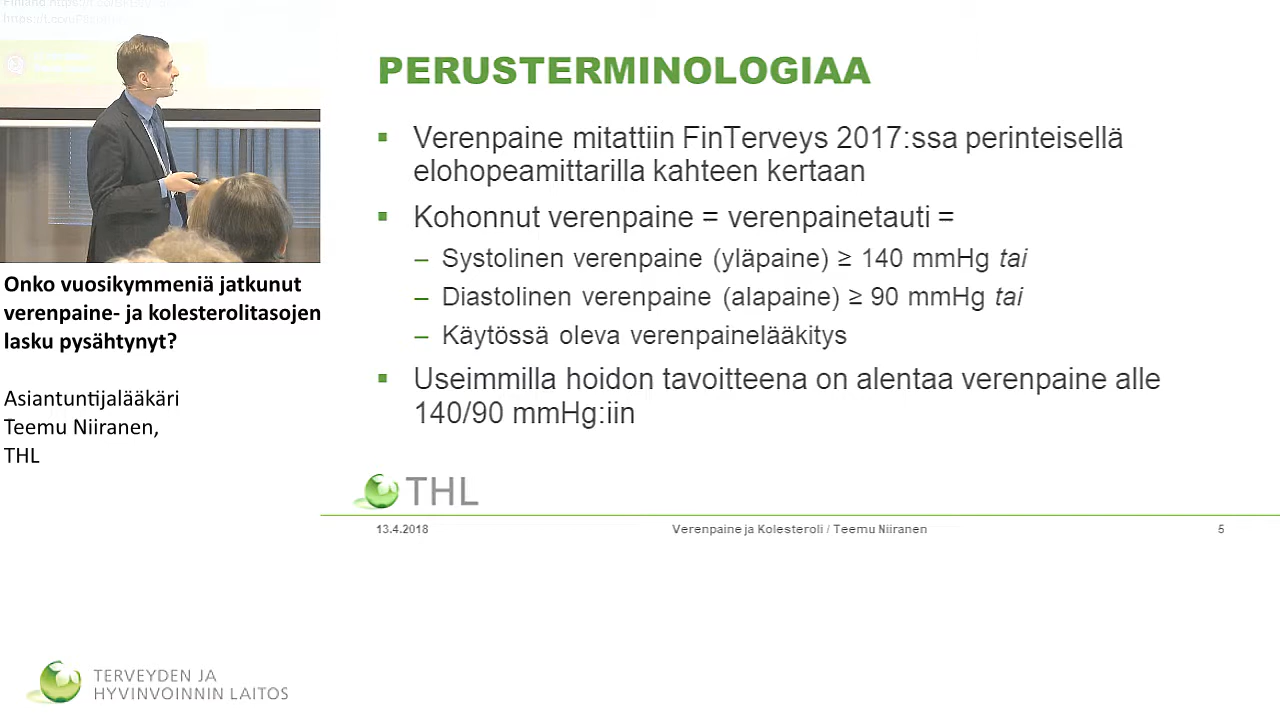 PERUSTERMINOLOGIAA
Verenpaine mitattiin FinTerveys 2017:ssa perinteisellä
elohopeamittarilla kahteen kertaan
Kohonnut verenpaine = verenpainetauti =
– Systolinen verenpaine (yläpaine) ≥ 140 mmHg tai
– Diastolinen verenpaine (alapaine) ≥ 90 mmHg tai
– Käytössä oleva verenpainelääkitys
Useimmilla hoidon tavoitteena on alentaa verenpaine alle
140/90 mmHg:iin
THL
13.4.2018 Verenpaine ja Kolesteroli / Teemu Niiranen 5
Onko vuosikymmeniä jatkunut
verenpaine- ja kolesterolitasojen
lasku pysähtynyt?
Asiantuntijalääkäri
Teemu Niiranen,
THL
TERVEYDEN JA
HYVINVOINNIN LAITOS